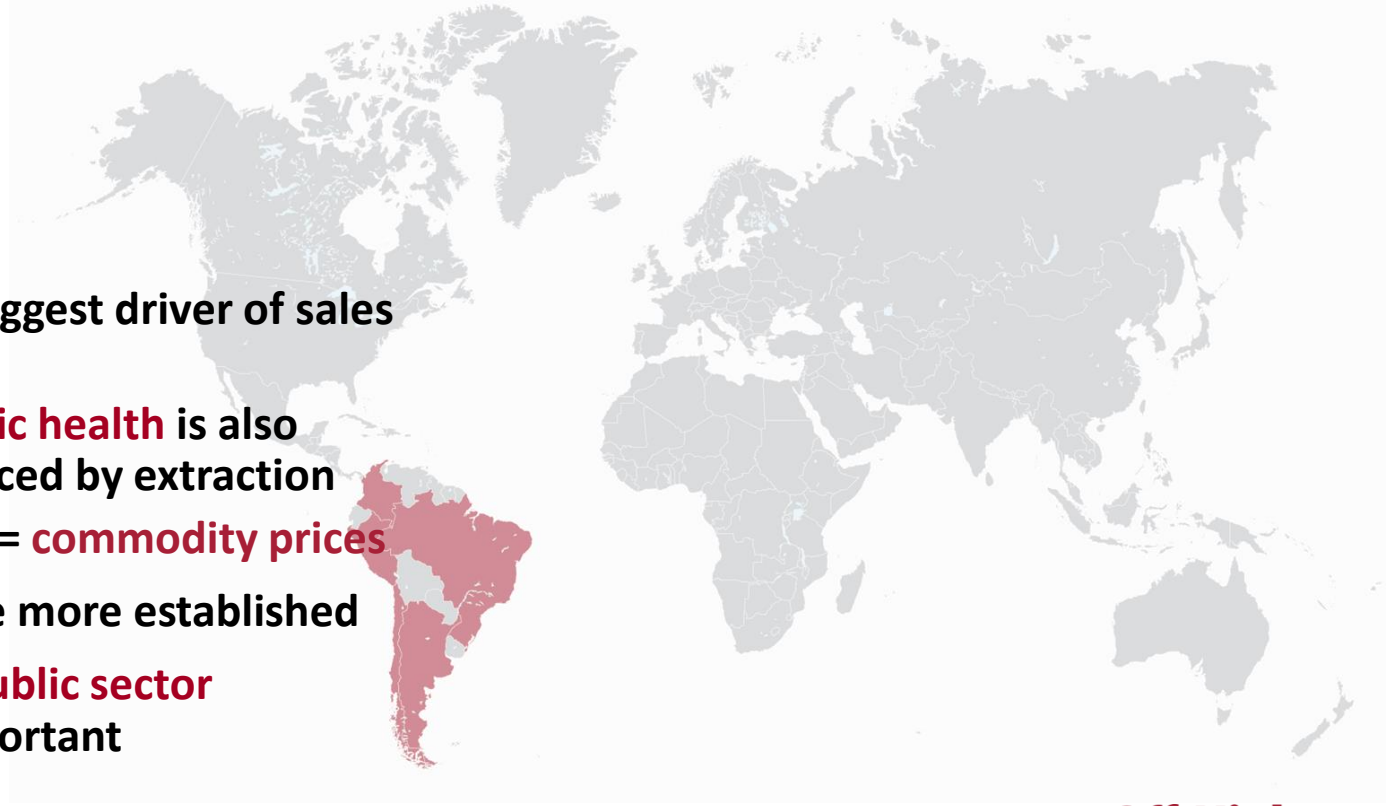 ggest driver of sales
ic health is also
ced by extraction
= commodity prices
e more established
ublic sector
ortant